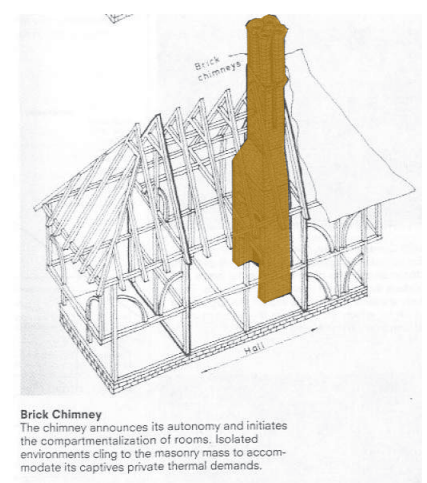 Brick
chimneys
Hall
Brick Chimney
The chimney announces its autonomy and initiates
the compartmentalization of rooms. Isolated
environments cling to the masonry mass to accom-
modate its captives private thermal demands.